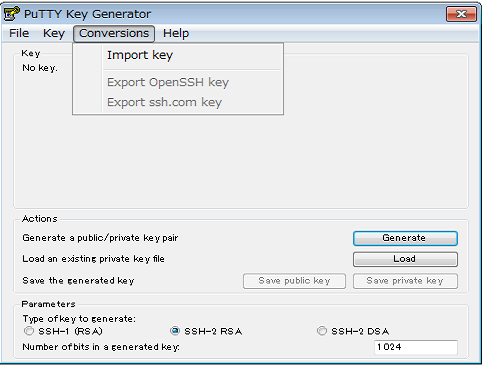 PuTTY Key Generator
File Key Conversions Help
Import key
Export OpenSSH key
Export ssh.com key
Key
No key.
Actions
Generate a public/private key pair Generate
Load an existing private key file Load
Save the generated key Save public key Save private key
Parameters
Type of key to generate:
SSH-1 (RSA) SSH-2 RSA SSH-2 DSA
Number of bits in a generated key: 1024